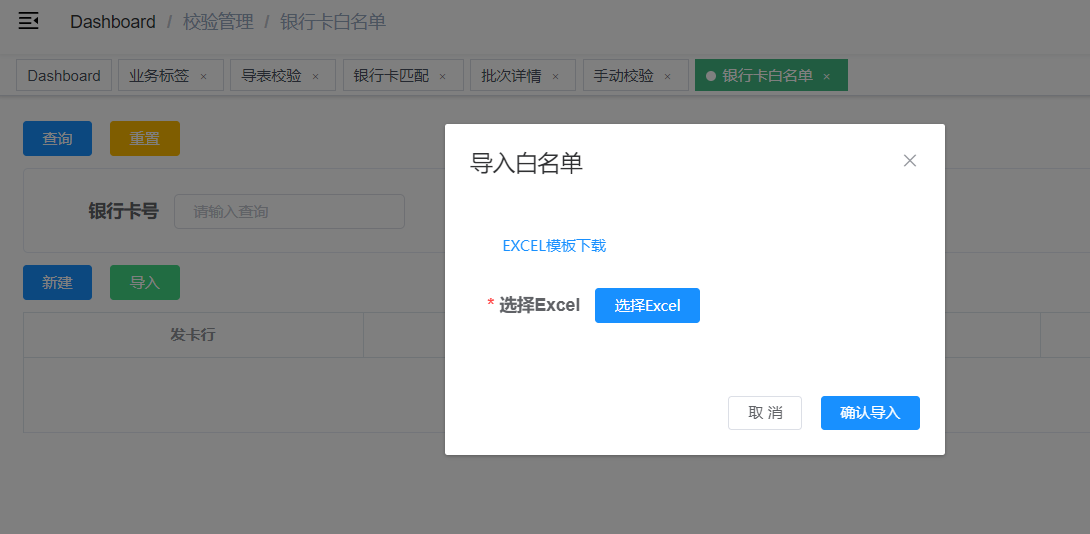 Dashboard / 校验管理 / 银行卡白名单
Dashboard 业务标签 × 导表校验 × 银行卡匹配 × 批次详情 × 手动校验 × 银行卡白名单 ×
查询 重置
导入白名单
银行卡号 请输入查询
EXCEL模板下载
新建 导入
* 选择Excel 选择Excel
发卡行
取 消 确认导入